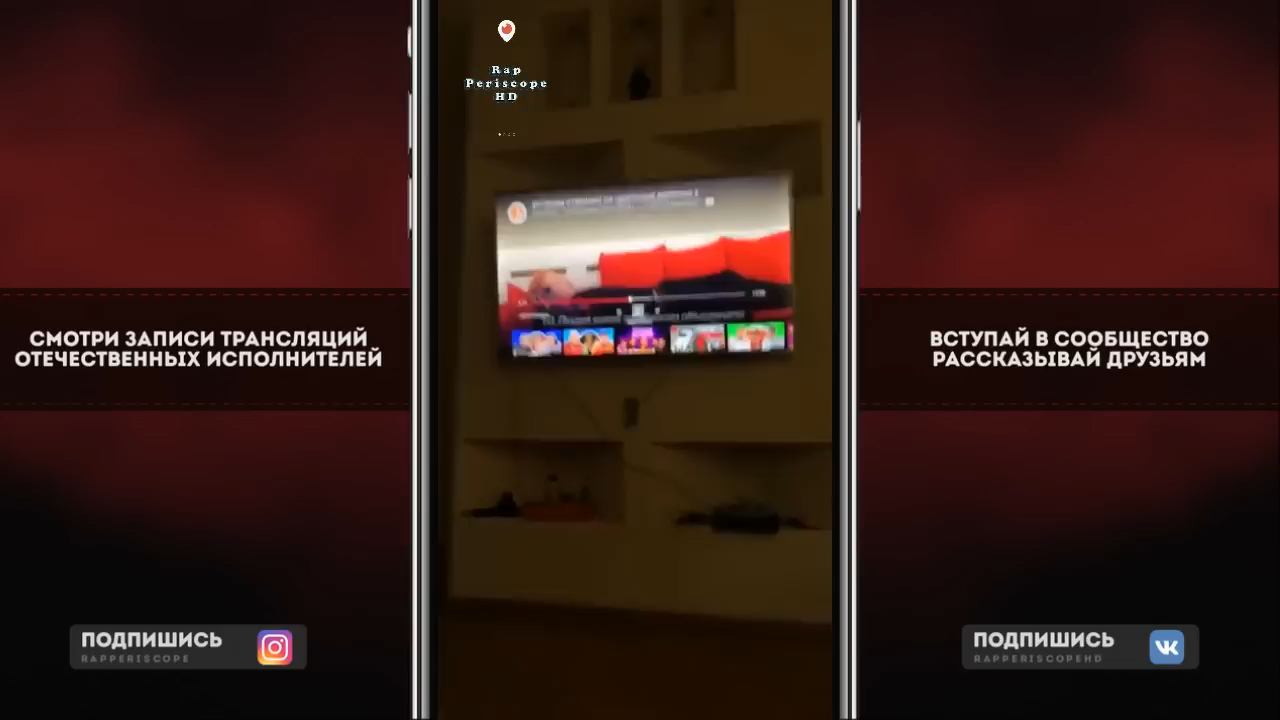 Rap
Periscope
HD
СМОТРИ ЗАПИСИ ТРАНСЛЯЦИЙ
ОТЕЧЕСТВЕННЫХ ИСПОЛНИТЕЛЕЙ
ВСТУПАЙ В СООБЩЕСТВО
РАССКАЗЫВАЙ ДРУЗЬЯМ
ПОДПИШИСЬ
RAPPERISCOPE
ПОДПИШИСЬ
RAPPERISCOPEHD